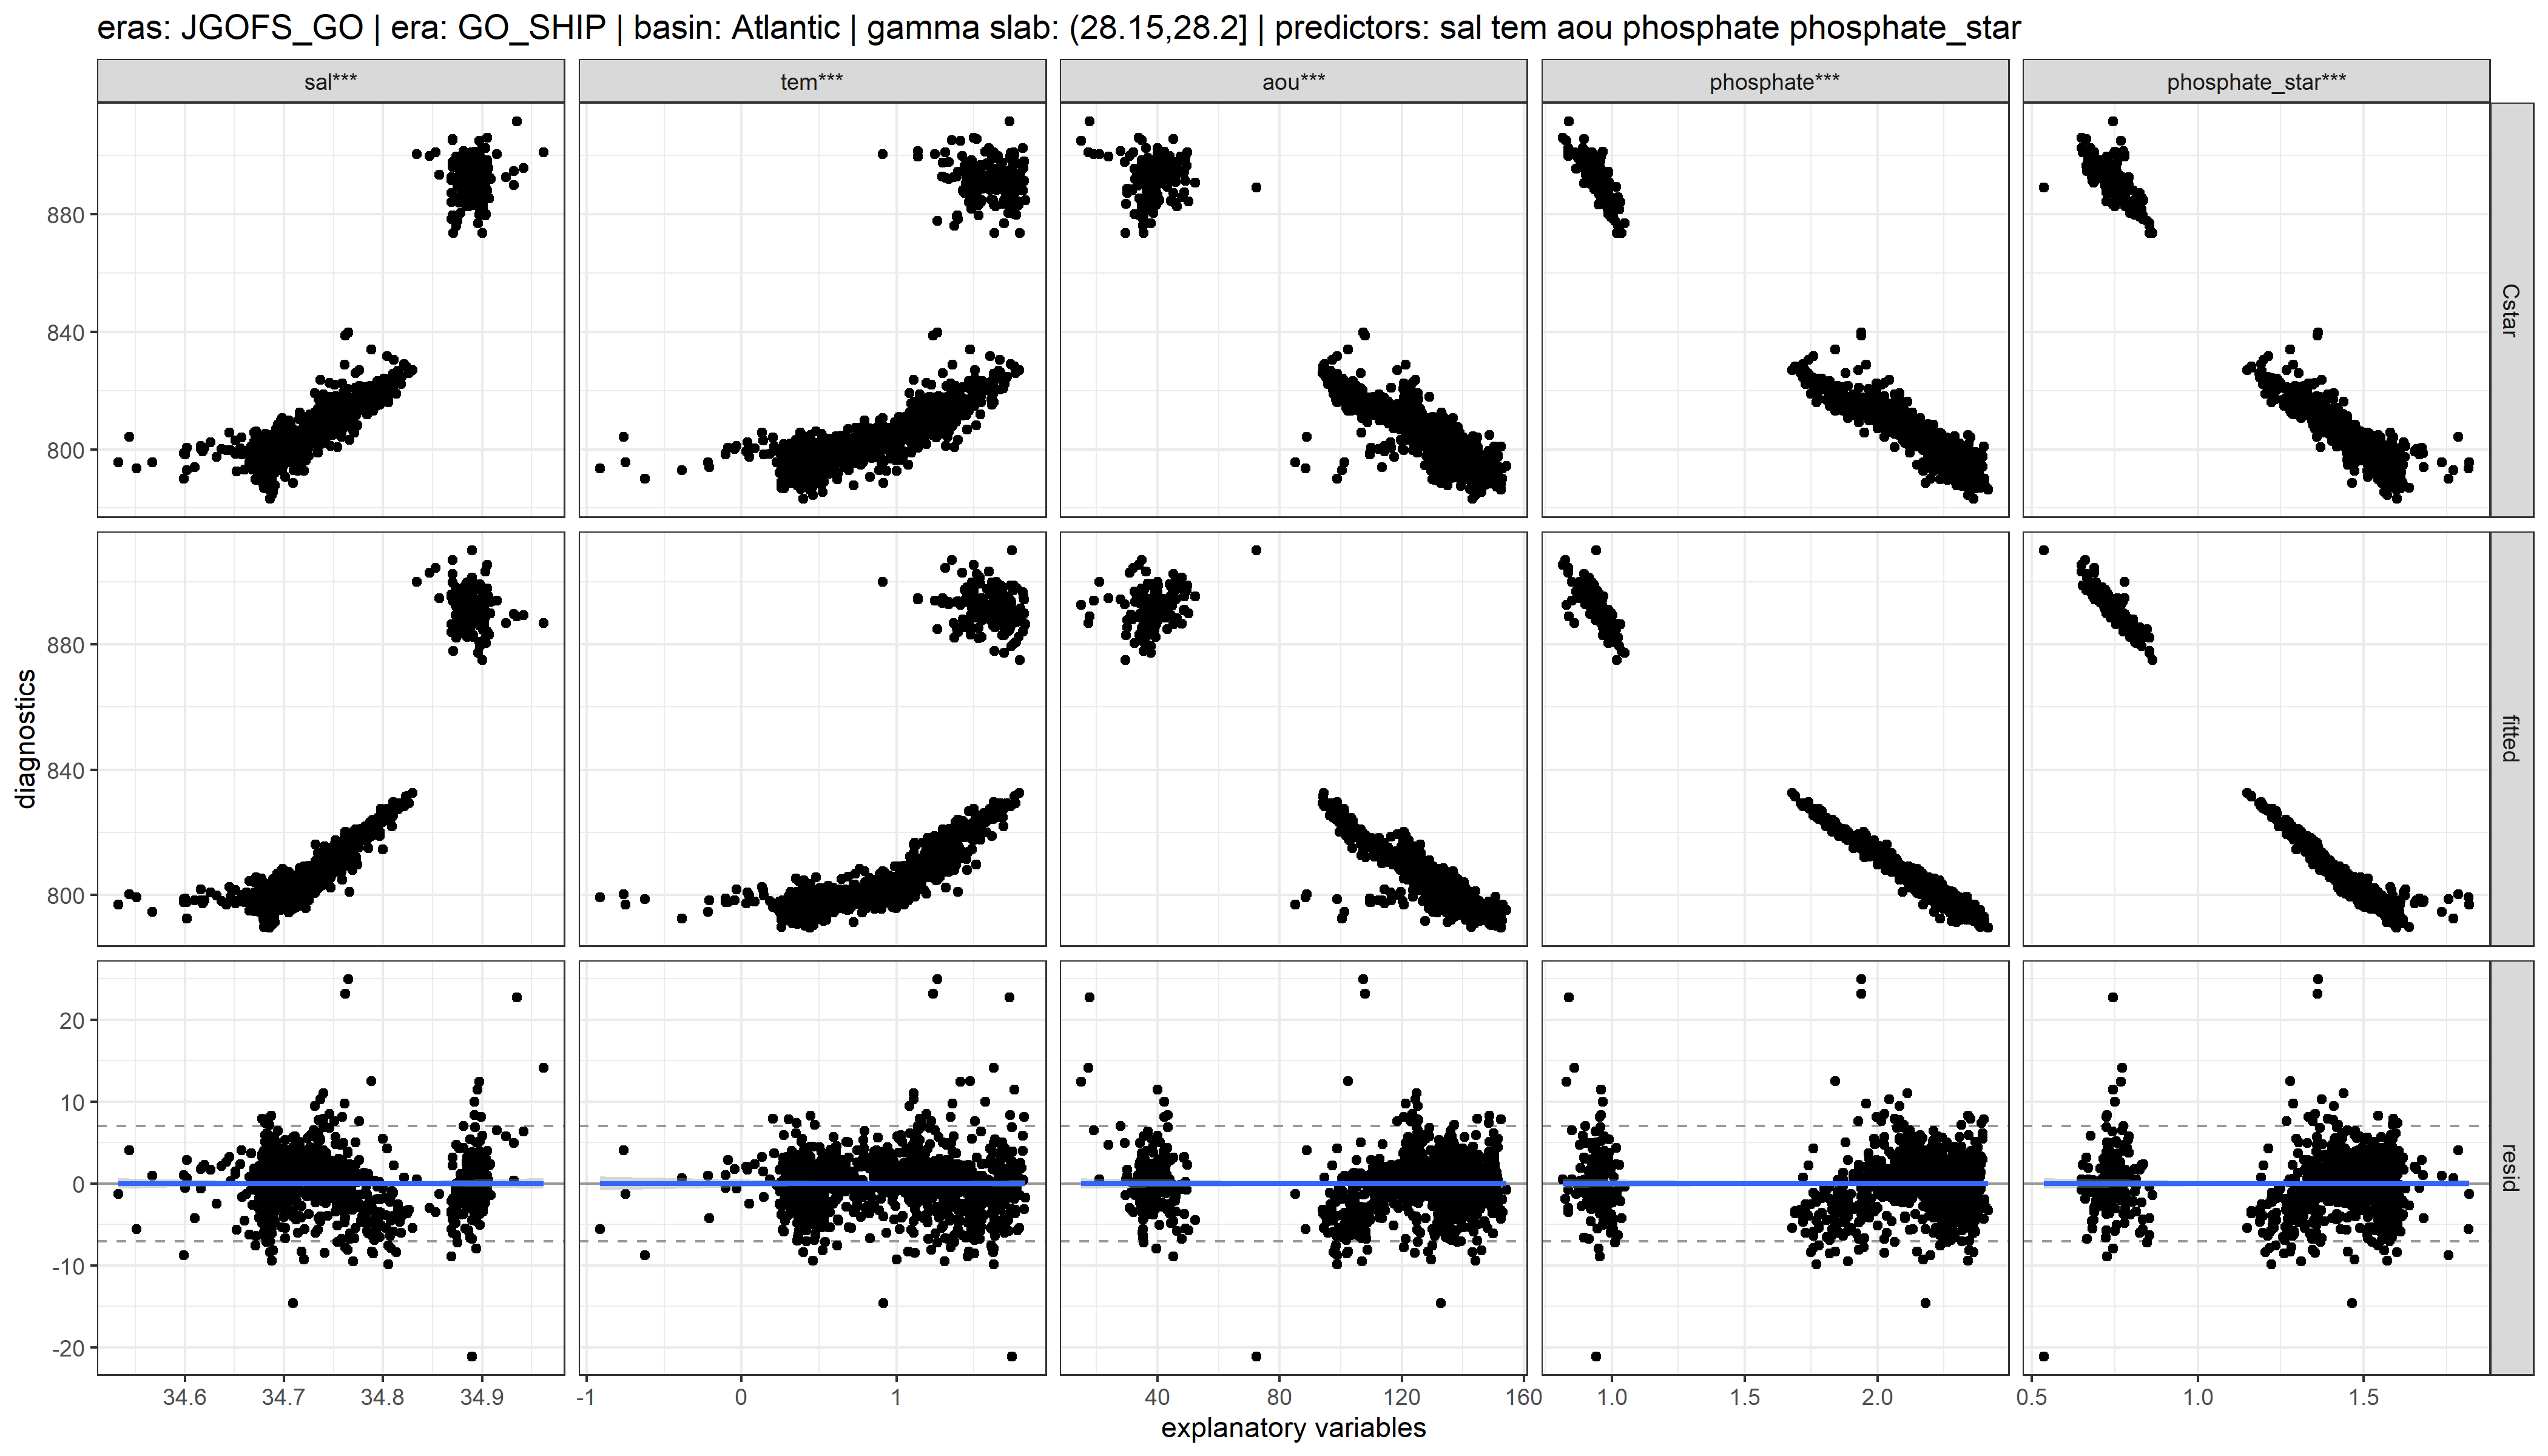 eras: JGOFS_GO | era: GO_SHIP | basin: Atlantic | gamma slab: (28.15,28.2] | predictors: sal tem aou phosphate phosphate_star
sal*** tem*** aou*** phosphate*** phosphate_star***
880
840
800
Cstar
880
840
800
fitted
diagnostics
20
10
0
-10
-20
resid
34.6 34.7 34.8 34.9 -1 0 1 40 80 120 160 1.0 1.5 2.0 0.5 1.0 1.5
explanatory variables